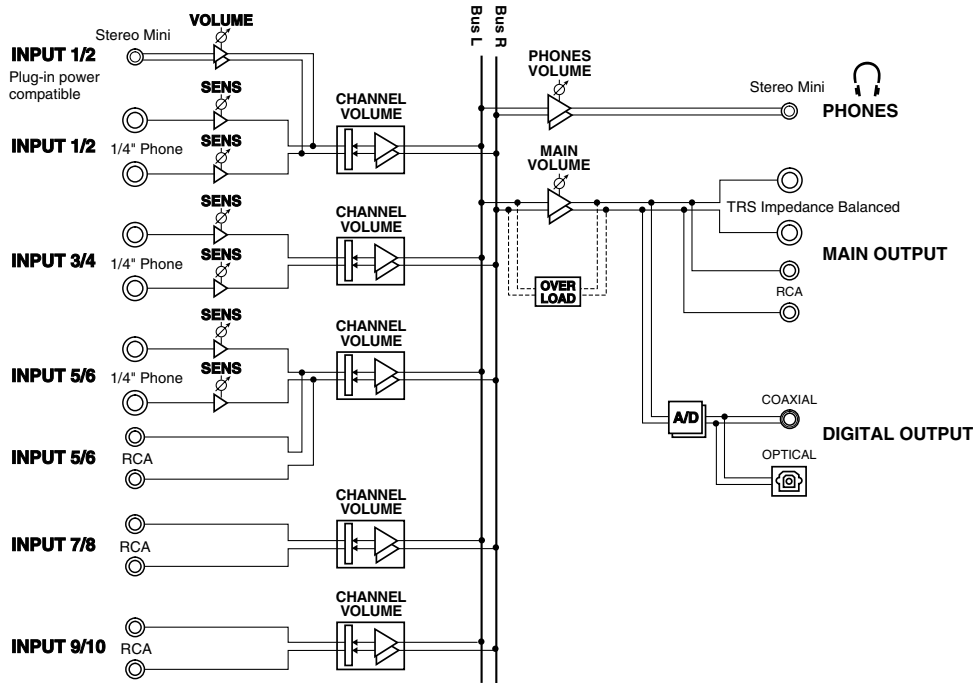 VOLUME
Stereo Mini
INPUT 1/2
Plug-in power
compatible
SENS
INPUT 1/2
1/4" Phone
SENS
CHANNEL
VOLUME
SENS
INPUT 3/4
1/4" Phone
SENS
CHANNEL
VOLUME
SENS
INPUT 5/6
1/4" Phone
SENS
CHANNEL
VOLUME
INPUT 5/6
RCA
INPUT 7/8
RCA
CHANNEL
VOLUME
INPUT 9/10
RCA
CHANNEL
VOLUME
Bus L
Bus R
PHONES
VOLUME
Stereo Mini
PHONES
MAIN
VOLUME
TRS Impedance Balanced
MAIN OUTPUT
RCA
OVER
LOAD
A/D
COAXIAL
DIGITAL OUTPUT
OPTICAL